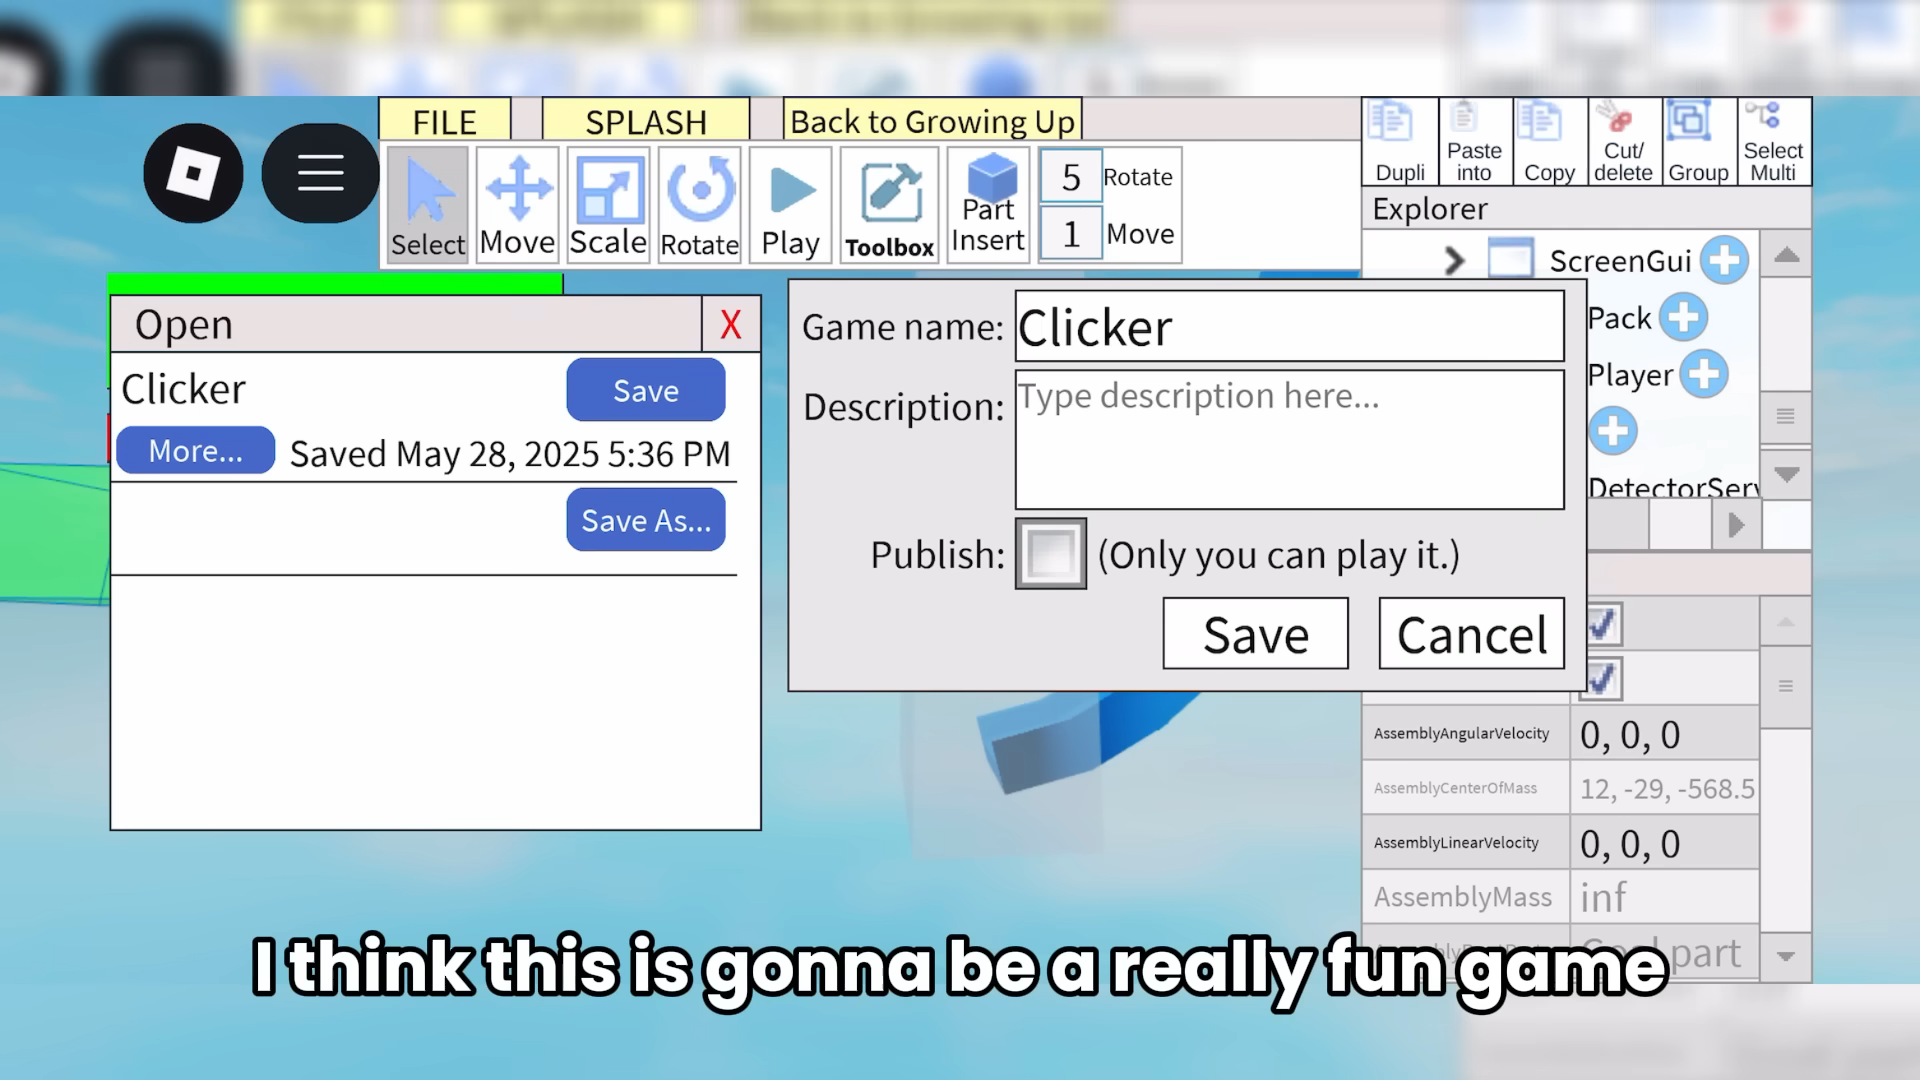 FILE
SPLASH
Back to Growing Up
Select
Move
Scale
Rotate
Play
Toolbox
Part
Insert
5 Rotate
1 Move
Dupli
Paste
into
Copy
Cut/
delete
Group
Select
Multi
Explorer
ScreenGui
Pack
Player
DetectorServ
Open
X
Clicker
Save
More...
Saved May 28, 2025 5:36 PM
Save As...
Game name: Clicker
Description: Type description here...
Publish: (Only you can play it.)
Save
Cancel
AssemblyAngularVelocity 0, 0, 0
AssemblyCenterOfMass 12, -29, -568.5
AssemblyLinearVelocity 0, 0, 0
AssemblyMass inf
part
I think this is gonna be a really fun game